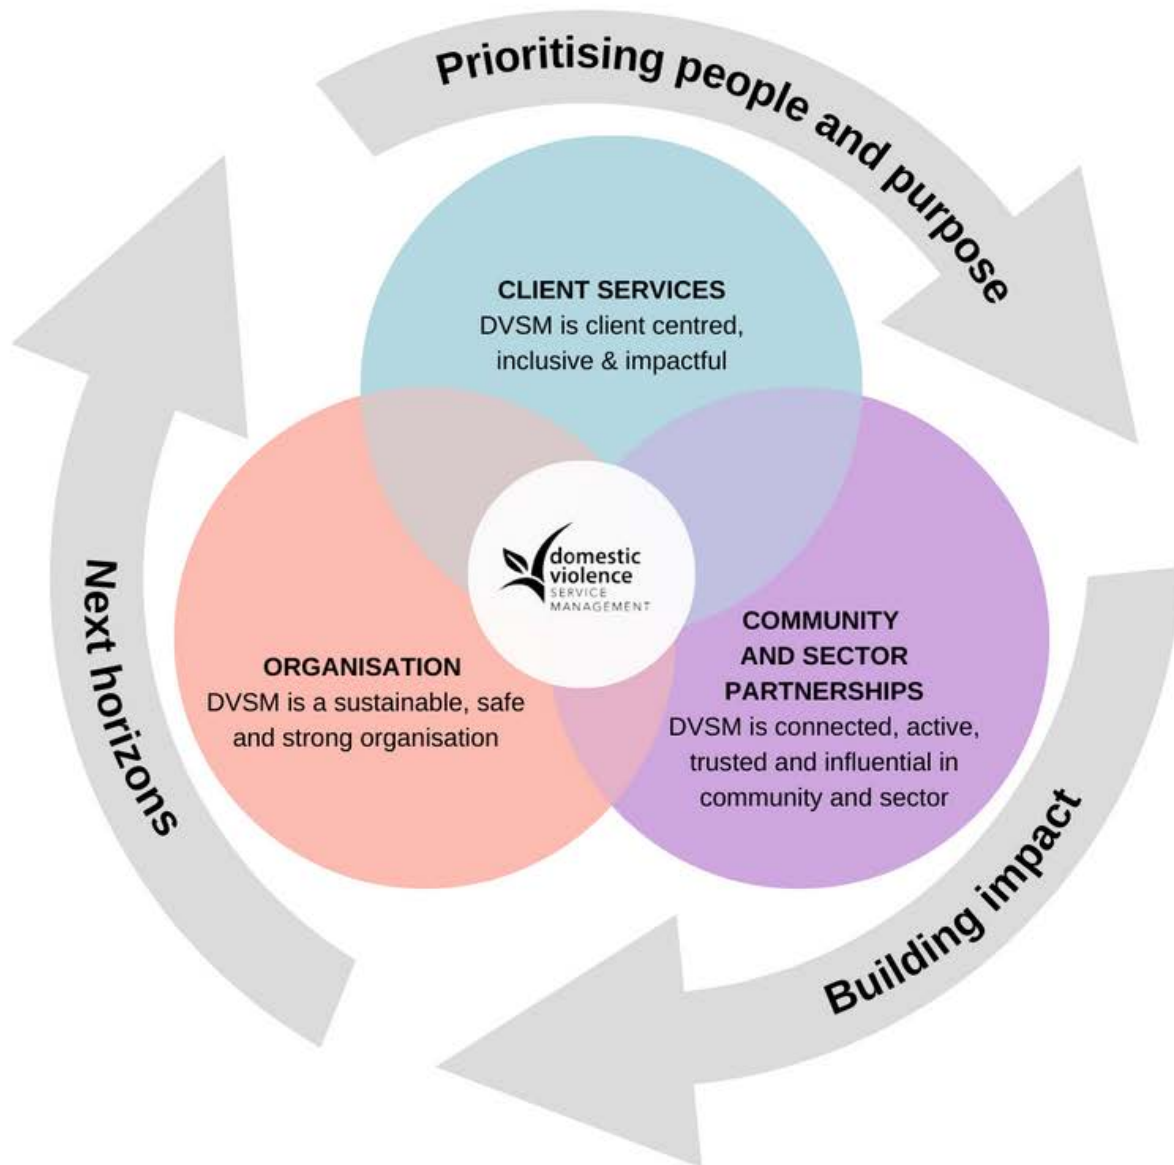 Prioritising people and purpose
CLIENT SERVICES
DVSM is client centred,
inclusive & impactful
domestic
violence
SERVICE
MANAGEMENT
ORGANISATION
DVSM is a sustainable, safe
and strong organisation
COMMUNITY
AND SECTOR
PARTNERSHIPS
DVSM is connected, active,
trusted and influential in
community and sector
Building impact
Next horizons